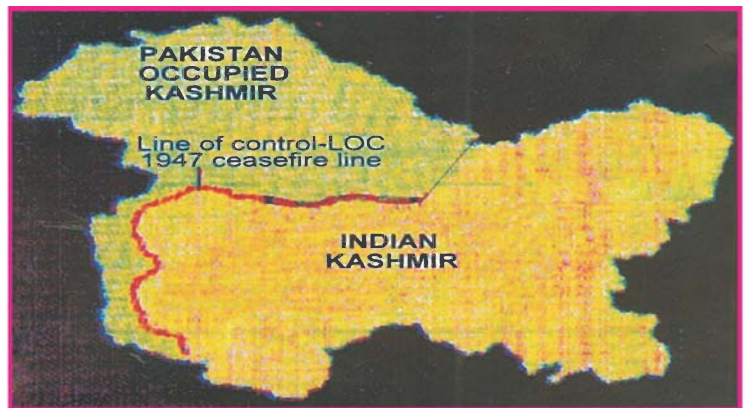 PAKISTAN
OCCUPIED
KASHMIR
Line of control-LOC
1947 ceasefire line
INDIAN
KASHMIR